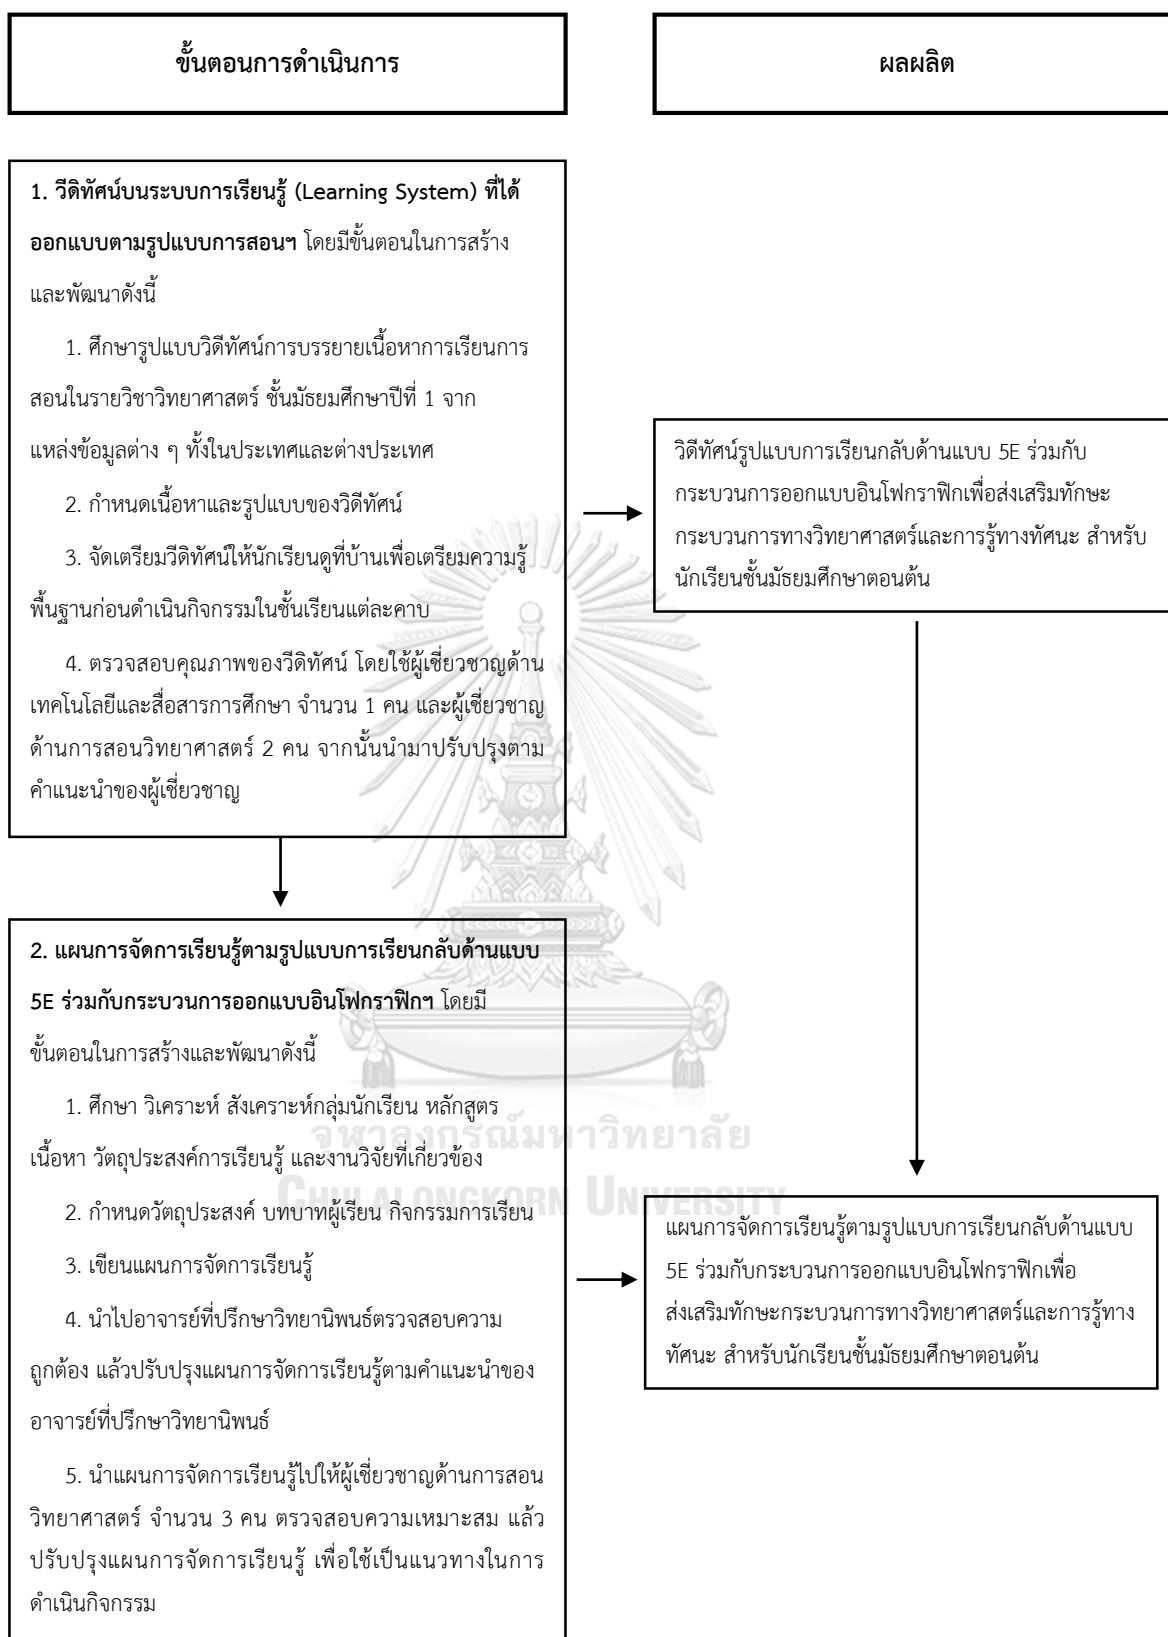 ขั้นตอนการดำเนินการ
ผลผลิต
1. วีดิทัศน์บนระบบการเรียนรู้ (Learning System) ที่ได้
ออกแบบตามรูปแบบการสอนฯ โดยมีขั้นตอนในการสร้าง
และพัฒนาดังนี้
1. ศึกษารูปแบบวิดีทัศน์การบรรยายเนื้อหาการเรียนการ
สอนในรายวิชาวิทยาศาสตร์ ชั้นมัธยมศึกษาปีที่ 1 จาก
แหล่งข้อมูลต่าง ๆ ทั้งในประเทศและต่างประเทศ
2. กำหนดเนื้อหาและรูปแบบของวิดีทัศน์
3. จัดเตรียมวีดิทัศน์ให้นักเรียนดูที่บ้านเพื่อเตรียมความรู้
พื้นฐานก่อนดำเนินกิจกรรมในชั้นเรียนแต่ละคาบ
4. ตรวจสอบคุณภาพของวีดิทัศน์ โดยใช้ผู้เชี่ยวชาญด้าน
เทคโนโลยีและสื่อสารการศึกษา จำนวน 1 คน และผู้เชี่ยวชาญ
ด้านการสอนวิทยาศาสตร์ 2 คน จากนั้นนำมาปรับปรุงตาม
คำแนะนำของผู้เชี่ยวชาญ
วิดีทัศน์รูปแบบการเรียนกลับด้านแบบ 5E ร่วมกับ
กระบวนการออกแบบอินโฟกราฟิกเพื่อส่งเสริมทักษะ
กระบวนการทางวิทยาศาสตร์และการรู้ทางทัศนะ สำหรับ
นักเรียนชั้นมัธยมศึกษาตอนต้น
2. แผนการจัดการเรียนรู้ตามรูปแบบการเรียนกลับด้านแบบ
5E ร่วมกับกระบวนการออกแบบอินโฟกราฟิกฯ โดยมี
ขั้นตอนในการสร้างและพัฒนาดังนี้
1. ศึกษา วิเคราะห์ สังเคราะห์กลุ่มนักเรียน หลักสูตร
เนื้อหา วัตถุประสงค์การเรียนรู้ และงานวิจัยที่เกี่ยวข้อง
2. กำหนดวัตถุประสงค์ บทบาทผู้เรียน กิจกรรมการเรียน
3. เขียนแผนการจัดการเรียนรู้
4. นำไปอาจารย์ที่ปรึกษาวิทยานิพนธ์ตรวจสอบความ
ถูกต้อง แล้วปรับปรุงแผนการจัดการเรียนรู้ตามคำแนะนำของ
อาจารย์ที่ปรึกษาวิทยานิพนธ์
5. นำแผนการจัดการเรียนรู้ไปให้ผู้เชี่ยวชาญด้านการสอน
วิทยาศาสตร์ จำนวน 3 คน ตรวจสอบความเหมาะสม แล้ว
ปรับปรุงแผนการจัดการเรียนรู้ เพื่อใช้เป็นแนวทางในการ
ดำเนินกิจกรรม
แผนการจัดการเรียนรู้ตามรูปแบบการเรียนกลับด้านแบบ
5E ร่วมกับกระบวนการออกแบบอินโฟกราฟิกเพื่อ
ส่งเสริมทักษะกระบวนการทางวิทยาศาสตร์และการรู้ทาง
ทัศนะ สำหรับนักเรียนชั้นมัธยมศึกษาตอนต้น
จุฬาลงกรณ์มหาวิทยาลัย
CHULALONGKORN UNIVERSITY